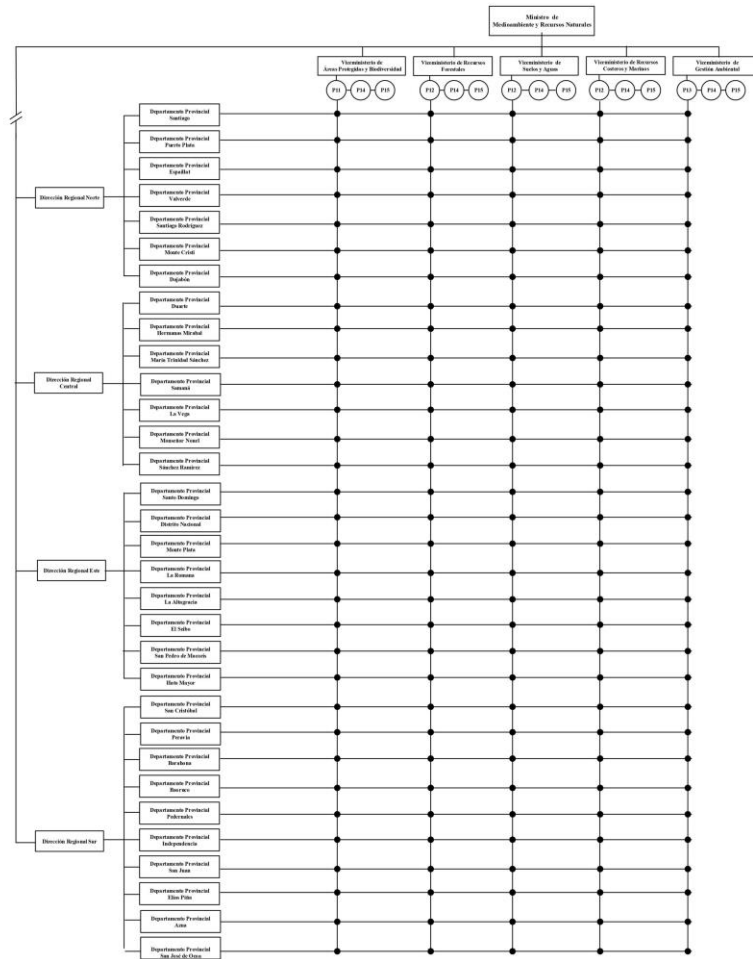 Ministro de
Medioambiente y Recursos Naturales
Viceministerio de
Áreas Protegidas y Biodiversidad
Viceministerio de Recursos
Forestales
Viceministerio de
Suelos y Aguas
Viceministerio de Recursos
Costeros y Marinos
Viceministerio de
Gestión Ambiental
P11 P14 P15
P12 P14 P15
P12 P14 P15
P12 P14 P15
P13 P14 P15
Dirección Regional Norte
Departamento Provincial
Santiago
Departamento Provincial
Puerto Plata
Departamento Provincial
Espaillat
Departamento Provincial
Valverde
Departamento Provincial
Santiago Rodríguez
Departamento Provincial
Monte Cristi
Departamento Provincial
Dajabón
Dirección Regional
Central
Departamento Provincial
Duarte
Departamento Provincial
Hermanas Mirabal
Departamento Provincial
María Trinidad Sánchez
Departamento Provincial
Samaná
Departamento Provincial
La Vega
Departamento Provincial
Monseñor Nouel
Departamento Provincial
Sánchez Ramírez
Dirección Regional Este
Departamento Provincial
Santo Domingo
Departamento Provincial
Distrito Nacional
Departamento Provincial
Monte Plata
Departamento Provincial
La Romana
Departamento Provincial
La Altagracia
Departamento Provincial
El Seibo
Departamento Provincial
San Pedro de Macorís
Departamento Provincial
Hato Mayor
Dirección Regional Sur
Departamento Provincial
San Cristóbal
Departamento Provincial
Peravia
Departamento Provincial
Barahona
Departamento Provincial
Baoruco
Departamento Provincial
Pedernales
Departamento Provincial
Independencia
Departamento Provincial
San Juan
Departamento Provincial
Elías Piña
Departamento Provincial
Azua
Departamento Provincial
San José de Ocoa